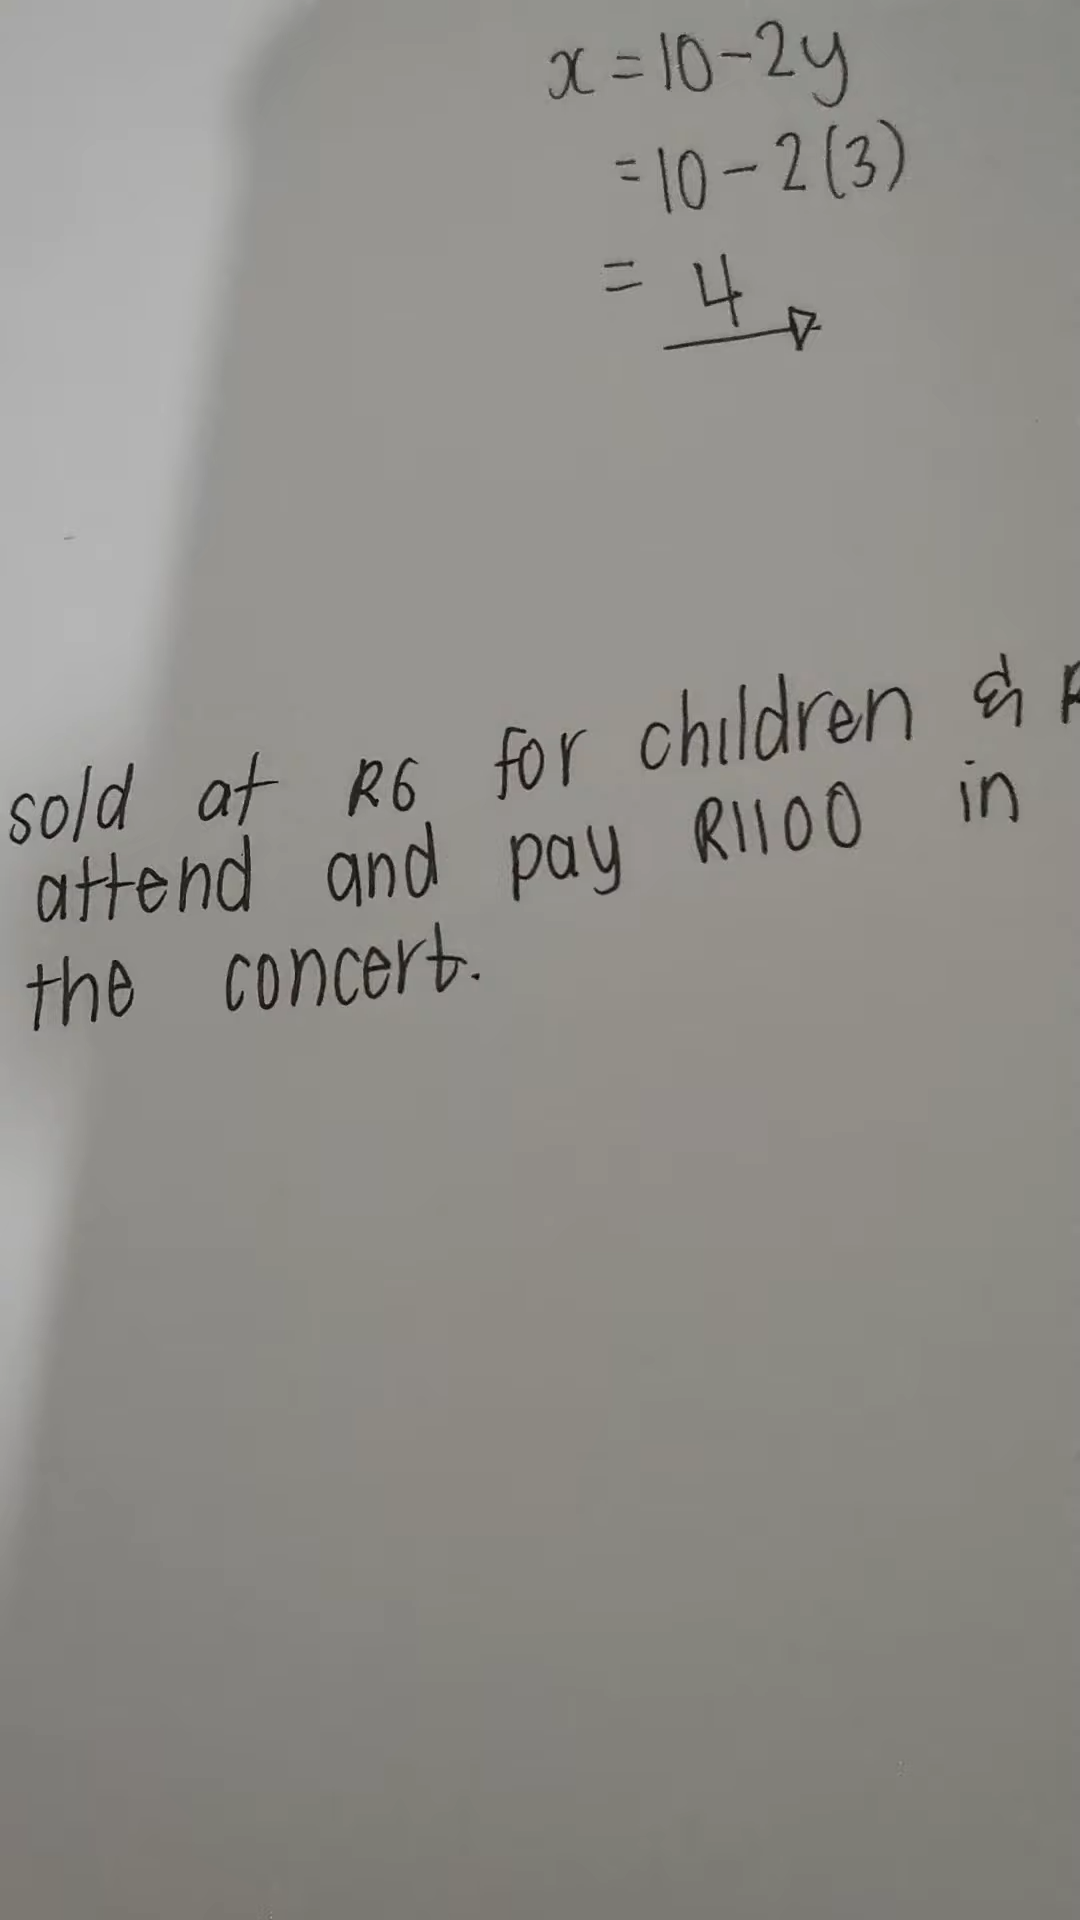 x = 10 - 2y
= 10 - 2(3)
= 4
sold at R6 for children &
attend and pay R1100 in
the concert.